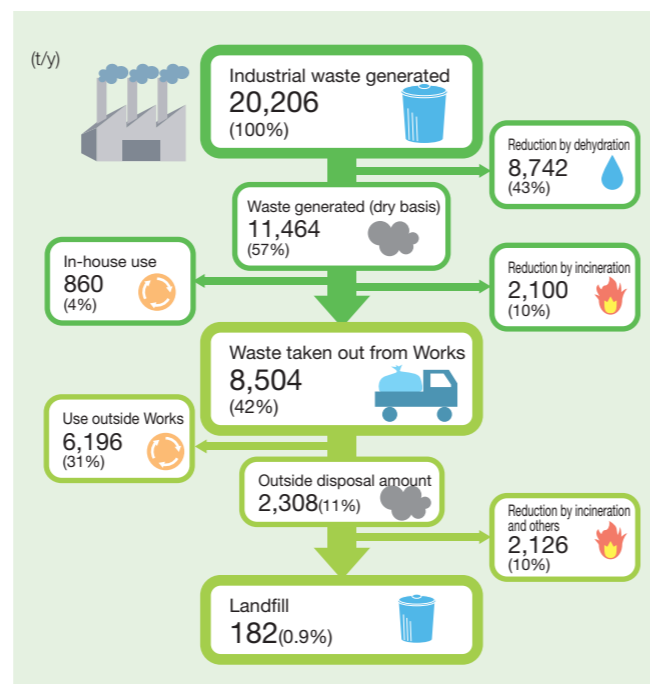 (t/y)
Industrial waste generated
20,206
(100%)
Reduction by dehydration
8,742
(43%)
Waste generated (dry basis)
11,464
(57%)
In-house use
860
(4%)
Reduction by incineration
2,100
(10%)
Waste taken out from Works
8,504
(42%)
Use outside Works
6,196
(31%)
Outside disposal amount
2,308(11%)
Reduction by incineration
and others
2,126
(10%)
Landfill
182(0.9%)